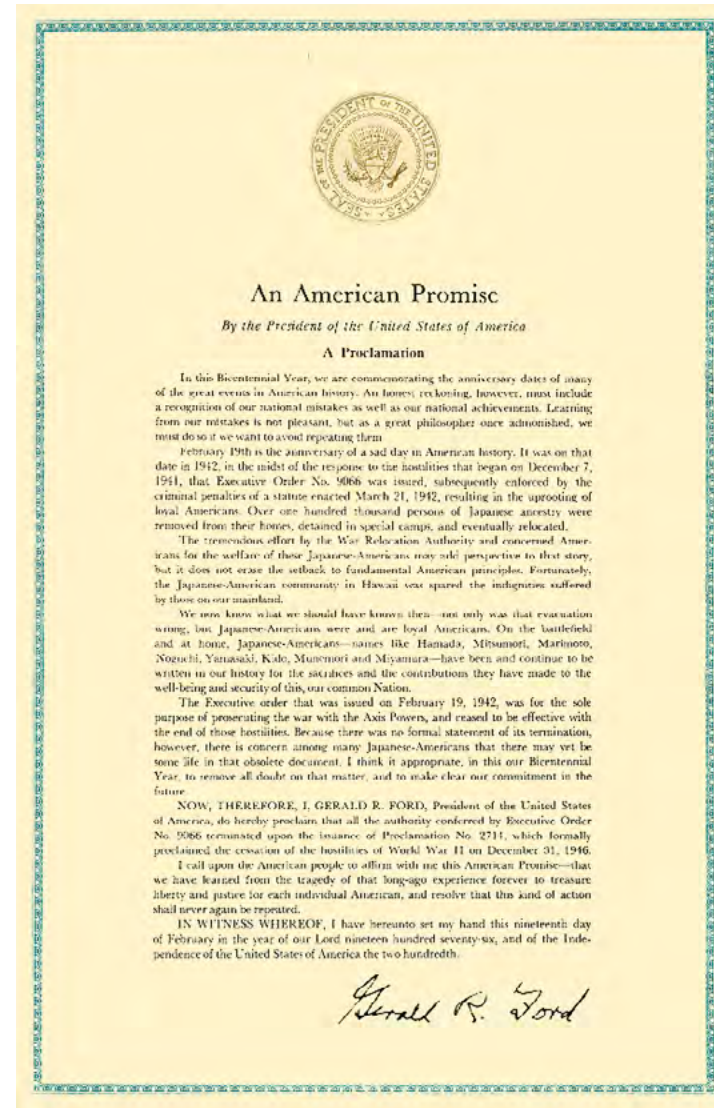 SEAL OF THE PRESIDENT OF THE UNITED STATES
An American Promise
By the President of the United States of America
A Proclamation
In this Bicentennial Year, we are commemorating the anniversary dates of many
of the great events in American history. An honest reckoning, however, must include
a recognition of our national mistakes as well as our national achievements. Learning
from our mistakes is not pleasant, but as a great philosopher once admonished, we
must do so if we want to avoid repeating them
February 19th is the anniversary of a sad day in American history. It was on that
date in 1942, in the midst of the response to the hostilities that began on December 7,
1941, that Executive Order No. 9066 was issued, subsequently enforced by the
criminal penalties of a statute enacted March 21, 1942, resulting in the uprooting of
loyal Americans. Over one hundred thousand persons of Japanese ancestry were
removed from their homes, detained in special camps, and eventually relocated.
The tremendous effort by the War Relocation Authority and concerned Amer-
icans for the welfare of these Japanese-Americans may add perspective to that story,
but it does not erase the setback to fundamental American principles. Fortunately,
the Japanese-American community in Hawaii was spared the indignities suffered
by those on our mainland.
We now know what we should have known then—not only was that evacuation
wrong, but Japanese-Americans were and are loyal Americans. On the battlefield
and at home, Japanese-Americans—names like Hamada, Mitsumori, Marimoto,
Noguchi, Yamasaki, Kido, Munemori and Miyamura—have been and continue to be
written in our history for the sacrifices and the contributions they have made to the
well-being and security of this, our common Nation.
The Executive order that was issued on February 19, 1942, was for the sole
purpose of prosecuting the war with the Axis Powers, and ceased to be effective with
the end of those hostilities. Because there was no formal statement of its termination,
however, there is concern among many Japanese-Americans that there may yet be
some life in that obsolete document. I think it appropriate, in this our Bicentennial
Year, to remove all doubt on that matter, and to make clear our commitment in the
future.
NOW, THEREFORE, I, GERALD R. FORD, President of the United States
of America, do hereby proclaim that all the authority conferred by Executive Order
No. 9066 terminated upon the issuance of Proclamation No. 2714, which formally
proclaimed the cessation of the hostilities of World War II on December 31, 1946.
I call upon the American people to affirm with me this American Promise—that
we have learned from the tragedy of that long-ago experience forever to treasure
liberty and justice for each individual American, and resolve that this kind of action
shall never again be repeated.
IN WITNESS WHEREOF, I have hereunto set my hand this nineteenth day
of February in the year of our Lord nineteen hundred seventy-six, and of the Inde-
pendence of the United States of America the two hundredth.
Gerald R. Ford